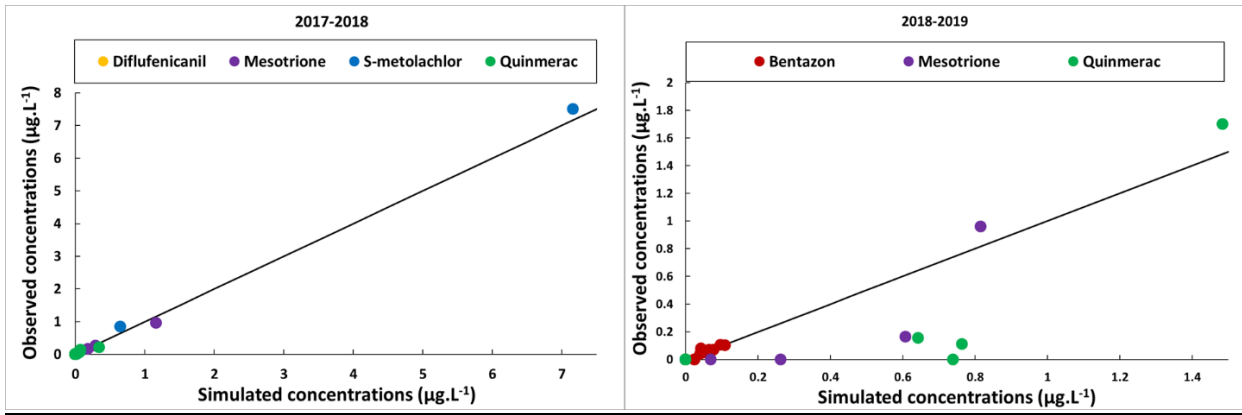 2017-2018
Diflufenicanil Mesotrione S-metolachlor Quinmerac
Observed concentrations (µg.L⁻¹)
8
7
6
5
4
3
2
1
0
0 1 2 3 4 5 6 7
Simulated concentrations (µg.L⁻¹)
2018-2019
Bentazon Mesotrione Quinmerac
Observed concentrations (µg.L⁻¹)
2
1.8
1.6
1.4
1.2
1
0.8
0.6
0.4
0.2
0
0 0.2 0.4 0.6 0.8 1 1.2 1.4
Simulated concentrations (µg.L⁻¹)